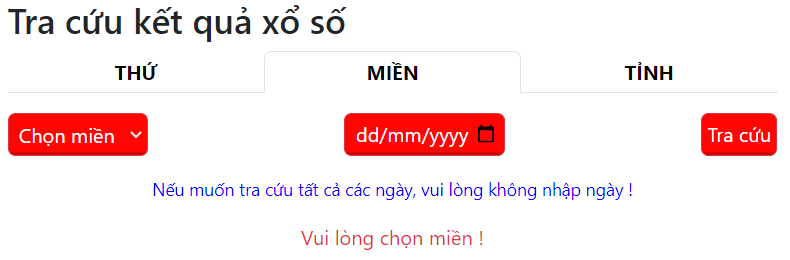 Tra cứu kết quả xổ số
THỨ MIỀN TỈNH
Chọn miền dd/mm/yyyy Tra cứu
Nếu muốn tra cứu tất cả các ngày, vui lòng không nhập ngày !
Vui lòng chọn miền !